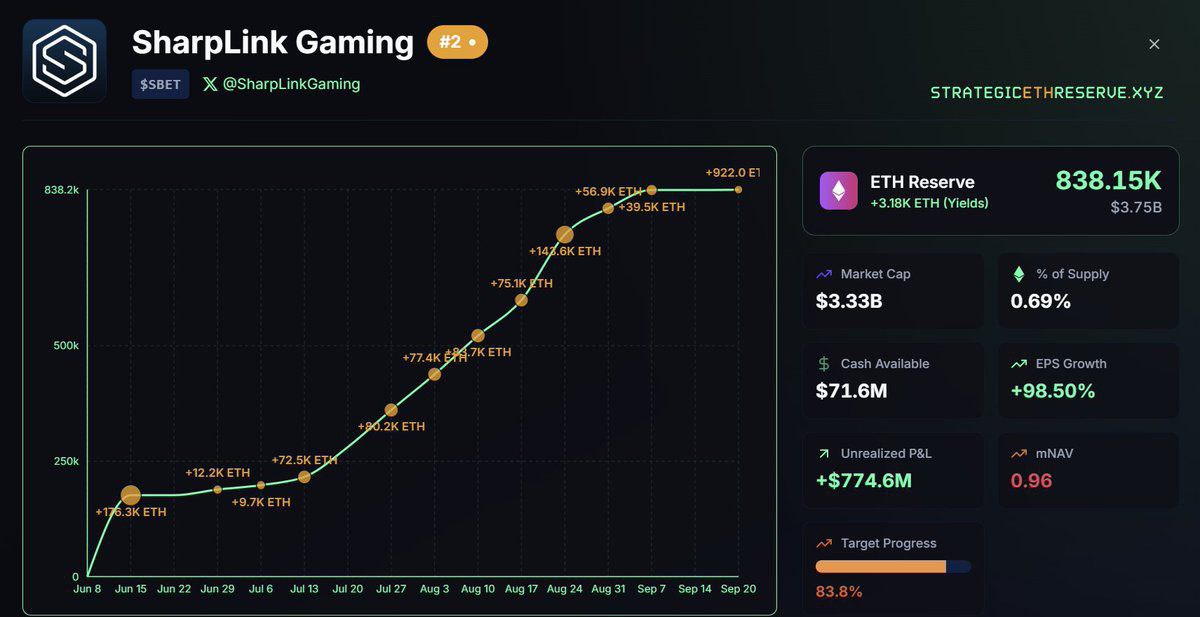 SharpLink Gaming
#2 •
$SBET
@SharpLinkGaming
STRATEGICETHRESERVE.XYZ
838.2k
500k
250k
0
+176.3K ETH
+12.2K ETH
+9.7K ETH
+72.5K ETH
+80.2K ETH
+77.4K ETH
+83.7K ETH
+75.1K ETH
+143.6K ETH
+56.9K ETH
+39.5K ETH
+922.0 ET
Jun 8 Jun 15 Jun 22 Jun 29 Jul 6 Jul 13 Jul 20 Jul 27 Aug 3 Aug 10 Aug 17 Aug 24 Aug 31 Sep 7 Sep 14 Sep 20
ETH Reserve
+3.18K ETH (Yields)
838.15K
$3.75B
Market Cap
$3.33B
% of Supply
0.69%
Cash Available
$71.6M
EPS Growth
+98.50%
Unrealized P&L
+$774.6M
mNAV
0.96
Target Progress
83.8%